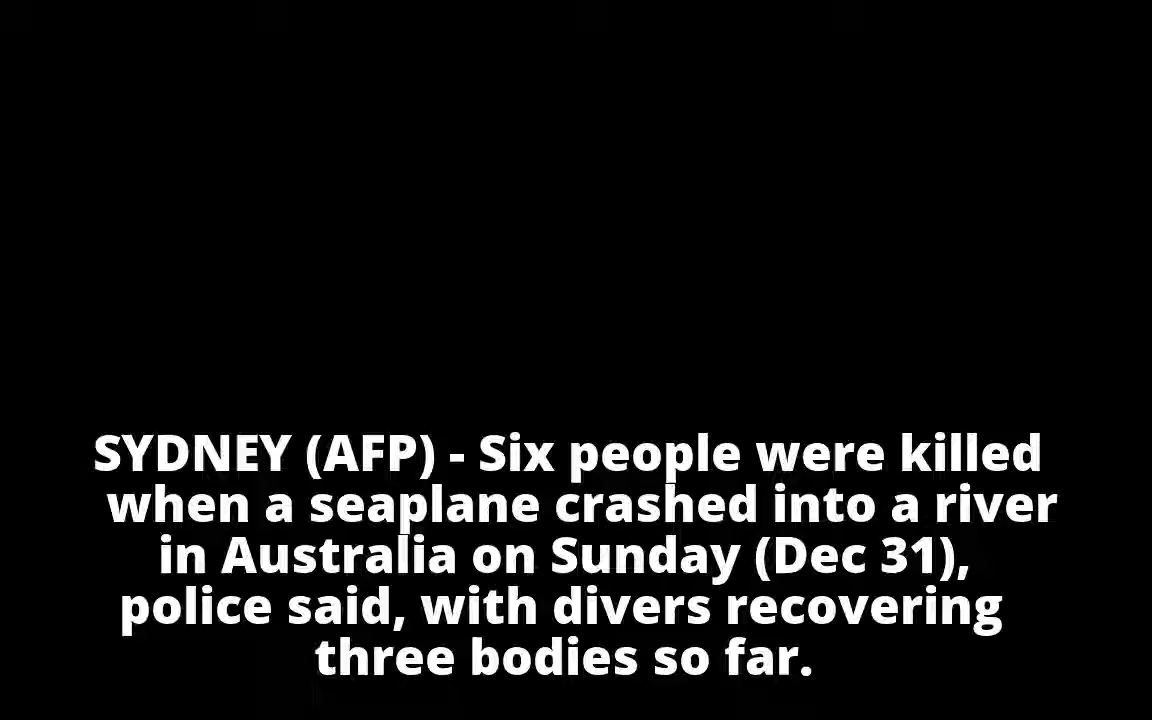 SYDNEY (AFP) - Six people were killed
when a seaplane crashed into a river
in Australia on Sunday (Dec 31),
police said, with divers recovering
three bodies so far.